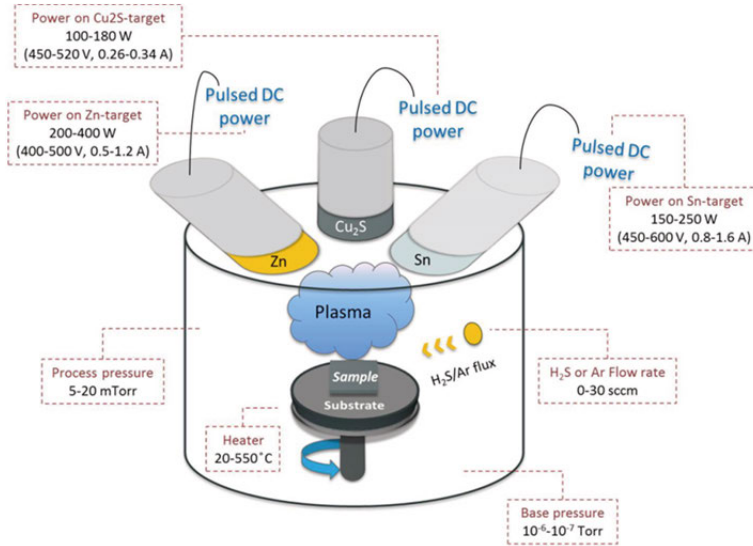 Power on Cu2S-target
100-180 W
(450-520 V, 0.26-0.34 A)
Pulsed DC
power
Pulsed DC
power
Pulsed DC
power
Power on Zn-target
200-400 W
(400-500 V, 0.5-1.2 A)
Power on Sn-target
150-250 W
(450-600 V, 0.8-1.6 A)
Cu₂S
Zn
Sn
Plasma
Process pressure
5-20 mTorr
H₂S/Ar flux
H₂S or Ar Flow rate
0-30 sccm
Sample
Substrate
Heater
20-550˚C
Base pressure
10⁻⁶-10⁻⁷ Torr